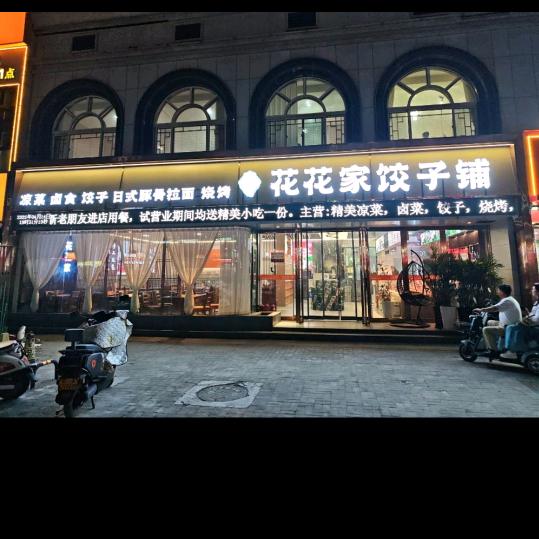 凉菜 卤食 饺子 日式豚骨拉面 烧烤
花花家饺子铺
新老朋友进店用餐，试营业期间均送精美小吃一份。主营：精美凉菜，卤菜，饺子，烧烤，
点